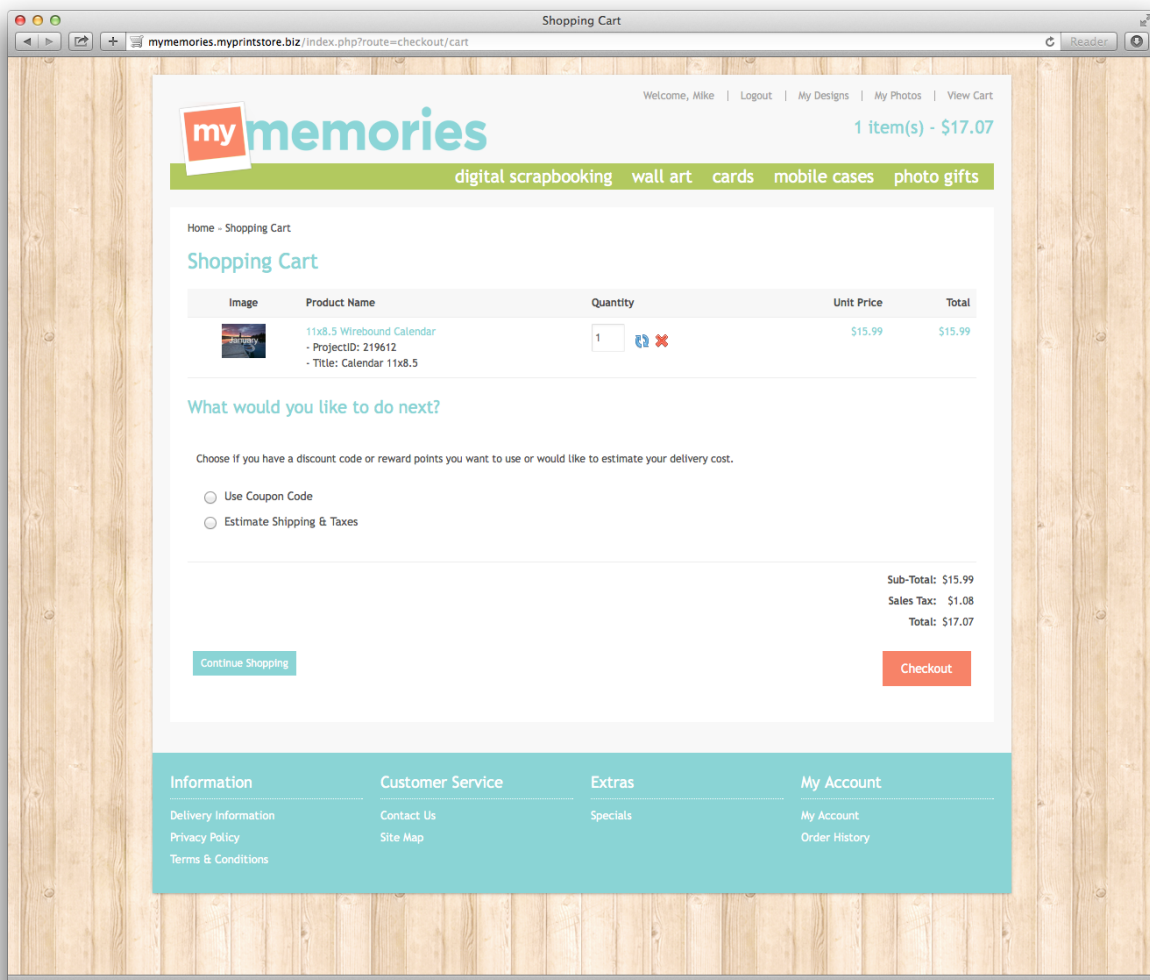 Shopping Cart
mymemories.myprintstore.biz/index.php?route=checkout/cart
Reader
Welcome, Mike | Logout | My Designs | My Photos | View Cart
my memories
1 item(s) - $17.07
digital scrapbooking wall art cards mobile cases photo gifts
Home - Shopping Cart
Shopping Cart
Image Product Name Quantity Unit Price Total
January
11x8.5 Wirebound Calendar 1 $15.99 $15.99
- ProjectID: 219612
- Title: Calendar 11x8.5
What would you like to do next?
Choose if you have a discount code or reward points you want to use or would like to estimate your delivery cost.
Use Coupon Code
Estimate Shipping & Taxes
Sub-Total: $15.99
Sales Tax: $1.08
Total: $17.07
Continue Shopping
Checkout
Information Customer Service Extras My Account
Delivery Information Contact Us Specials My Account
Privacy Policy Site Map Order History
Terms & Conditions